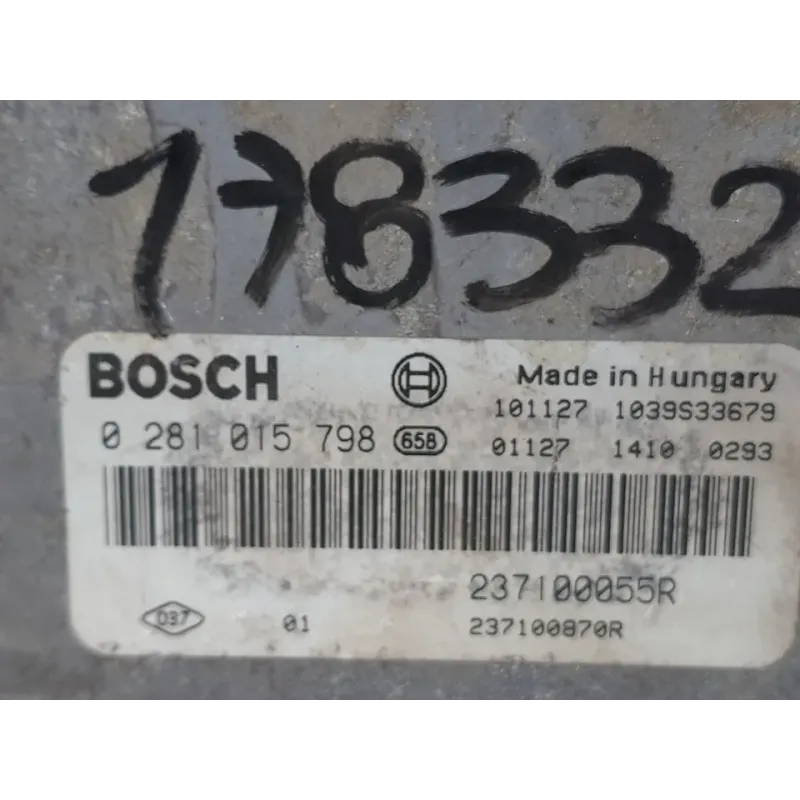 178332
BOSCH
Made in Hungary
101127 1039S33679
0 281 015 798 658 01127 1410 0293
237100055R
D37 01 237100870R